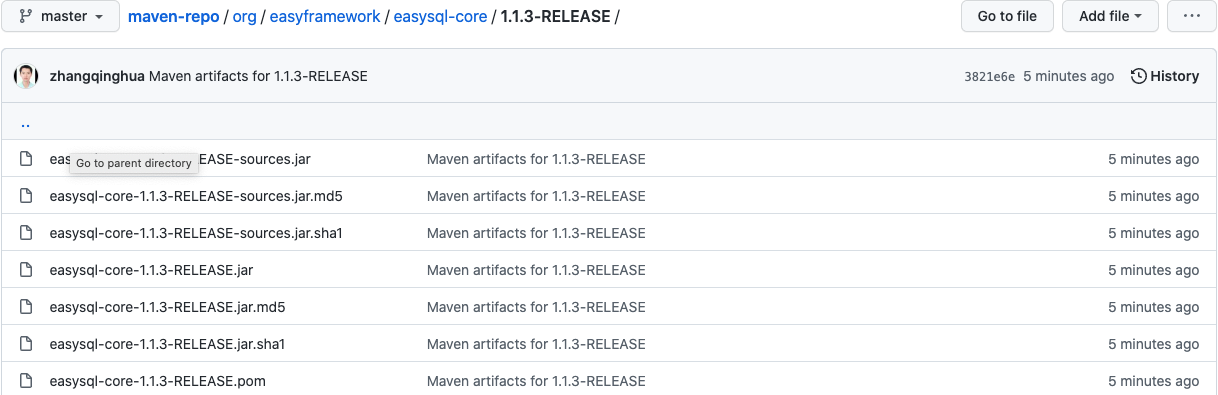 master maven-repo / org / easyframework / easysql-core / 1.1.3-RELEASE / Go to file Add file ...
zhangqinghua Maven artifacts for 1.1.3-RELEASE 3821e6e 5 minutes ago History
..
easy LEASE-sources.jar Maven artifacts for 1.1.3-RELEASE 5 minutes ago
Go to parent directory
easysql-core-1.1.3-RELEASE-sources.jar.md5 Maven artifacts for 1.1.3-RELEASE 5 minutes ago
easysql-core-1.1.3-RELEASE-sources.jar.sha1 Maven artifacts for 1.1.3-RELEASE 5 minutes ago
easysql-core-1.1.3-RELEASE.jar Maven artifacts for 1.1.3-RELEASE 5 minutes ago
easysql-core-1.1.3-RELEASE.jar.md5 Maven artifacts for 1.1.3-RELEASE 5 minutes ago
easysql-core-1.1.3-RELEASE.jar.sha1 Maven artifacts for 1.1.3-RELEASE 5 minutes ago
easysql-core-1.1.3-RELEASE.pom Maven artifacts for 1.1.3-RELEASE 5 minutes ago